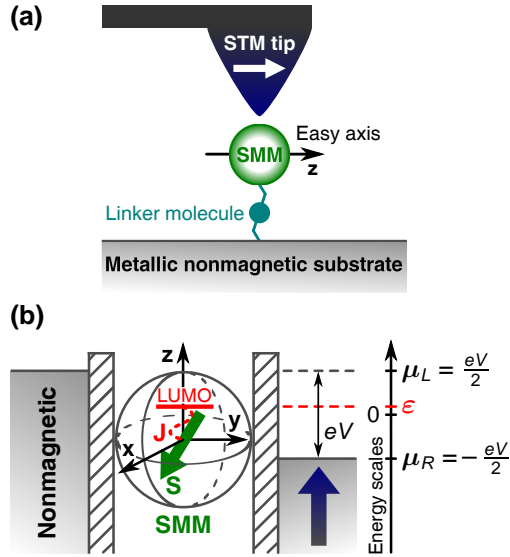 (a)
STM tip
Easy axis
SMM
z
Linker molecule
Metallic nonmagnetic substrate
(b)
z
μL = eV/2
LUMO
ε
Nonmagnetic
J
y
eV
0
x
S
μR = − eV/2
SMM
Energy scales